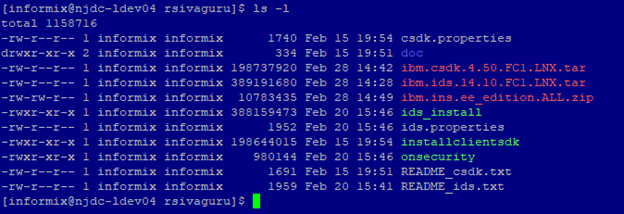 [informix@njdc-ldev04 rsivaguru]$ ls -l
total 1158716
-rw-r--r-- 1 informix informix 1740 Feb 15 19:54 csdk.properties
drwxr-xr-x 2 informix informix 334 Feb 15 19:51 doc
-rw-r--r-- 1 informix informix 198737920 Feb 28 14:42 ibm.csdk.4.50.FC1.LNX.tar
-rw-r--r-- 1 informix informix 389191680 Feb 28 14:28 ibm.ids.14.10.FC1.LNX.tar
-rw-rw-r-- 1 informix informix 10783435 Feb 28 14:49 ibm.ins.ee_edition.ALL.zip
-rwxr-xr-x 1 informix informix 388159473 Feb 20 15:46 ids_install
-rw-r--r-- 1 informix informix 1952 Feb 20 15:46 ids.properties
-rwxr-xr-x 1 informix informix 198644015 Feb 15 19:54 installclientsdk
-rwxr-xr-x 1 informix informix 980144 Feb 20 15:46 onsecurity
-rw-r--r-- 1 informix informix 1691 Feb 15 19:51 README_csdk.txt
-rw-r--r-- 1 informix informix 1959 Feb 20 15:41 README_ids.txt
[informix@njdc-ldev04 rsivaguru]$